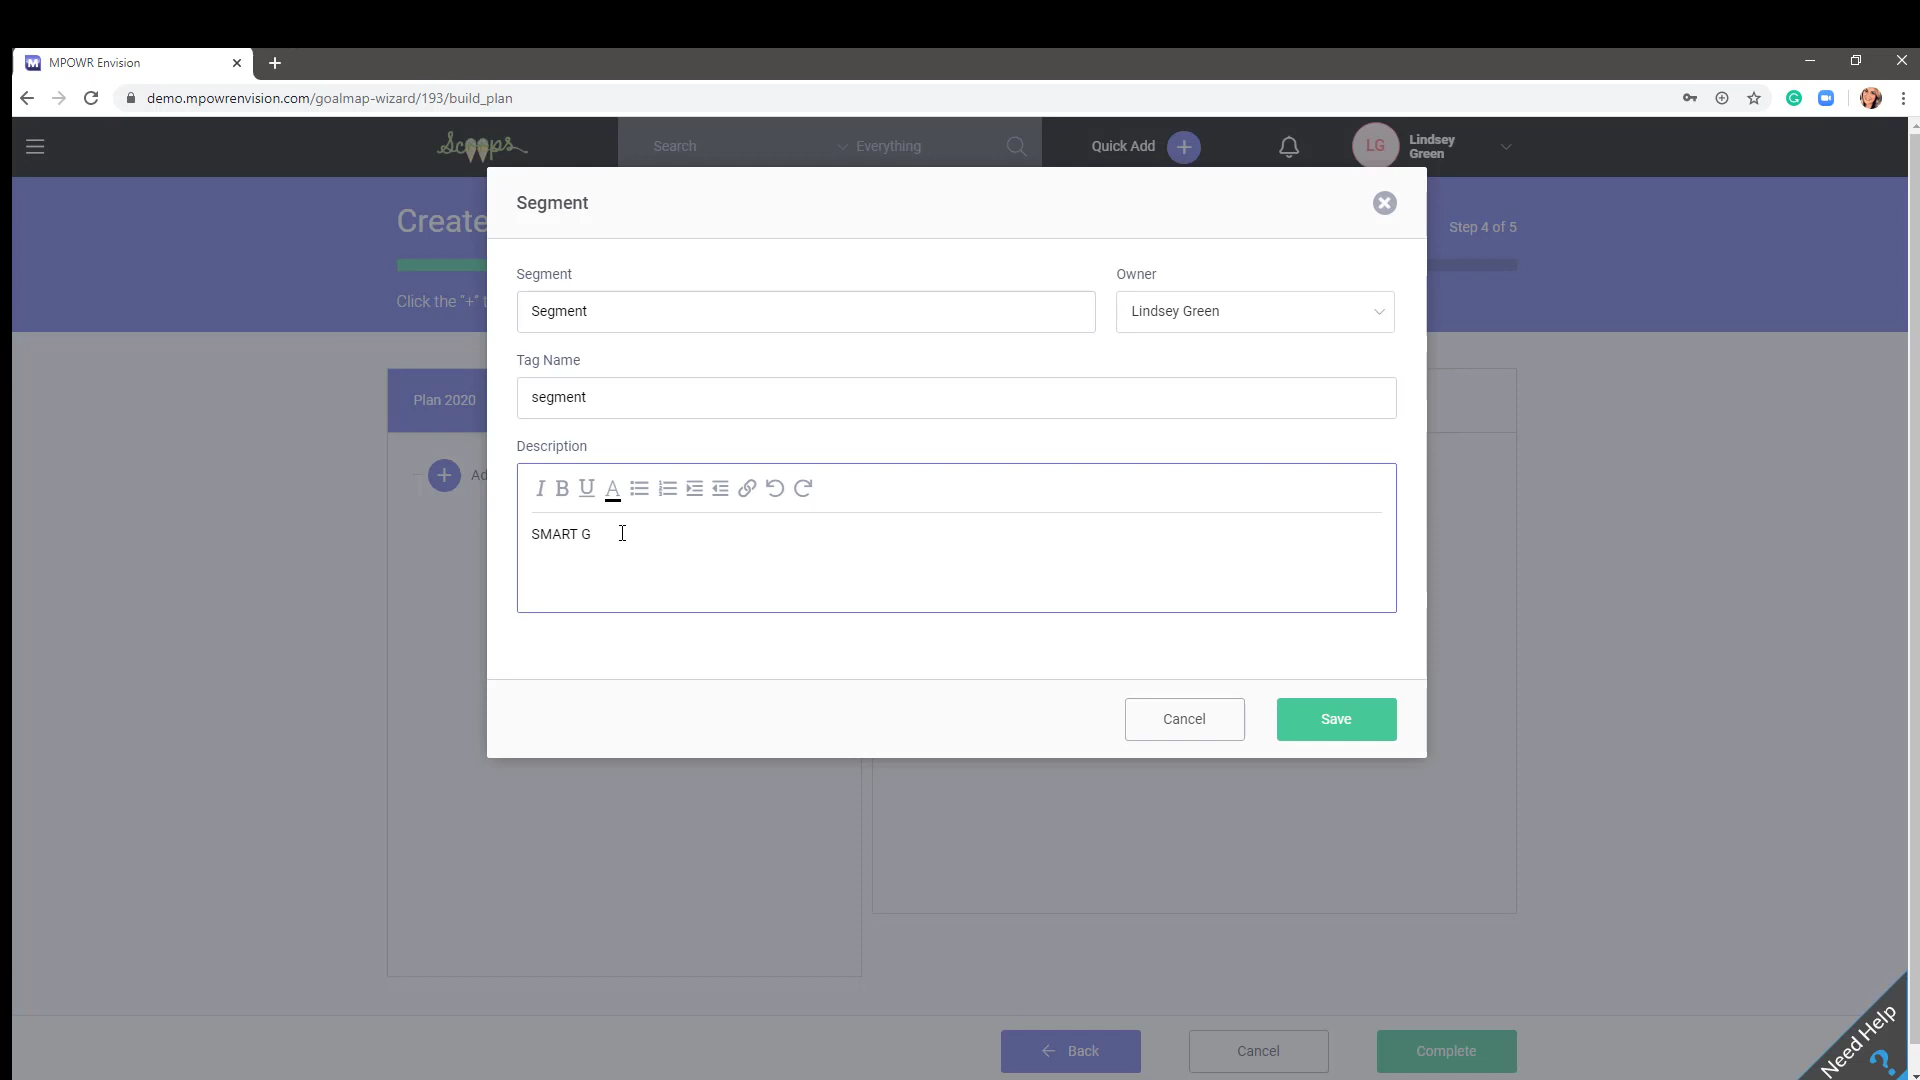 MPOWR Envision
demo.mpowrenvision.com/goalmap-wizard/193/build_plan
Scoops
Search
Everything
Quick Add
LG
Lindsey
Green
Create
Step 4 of 5
Click the "+" t
Segment
Segment
Owner
Segment
Lindsey Green
Tag Name
segment
Description
I B U A
SMART G
Plan 2020
Ad
Cancel
Save
Back
Cancel
Complete
Need Help
?